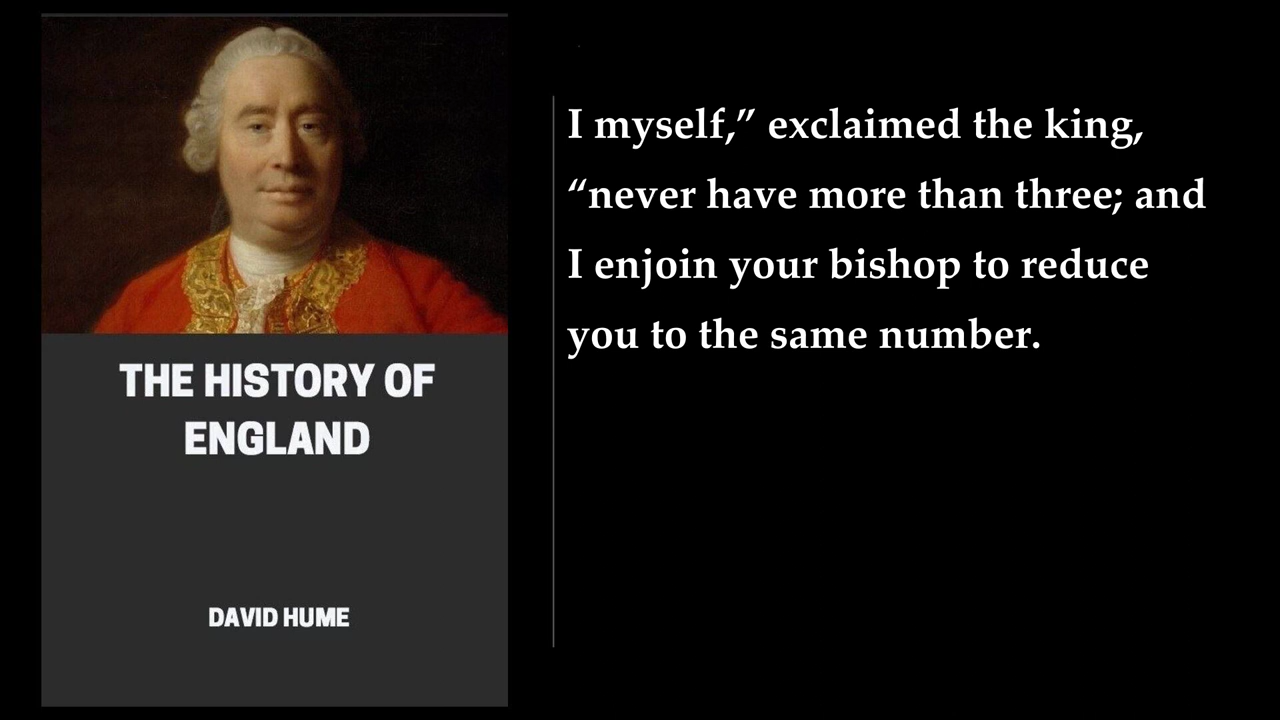 THE HISTORY OF
ENGLAND
DAVID HUME
I myself,” exclaimed the king,
“never have more than three; and
I enjoin your bishop to reduce
you to the same number.